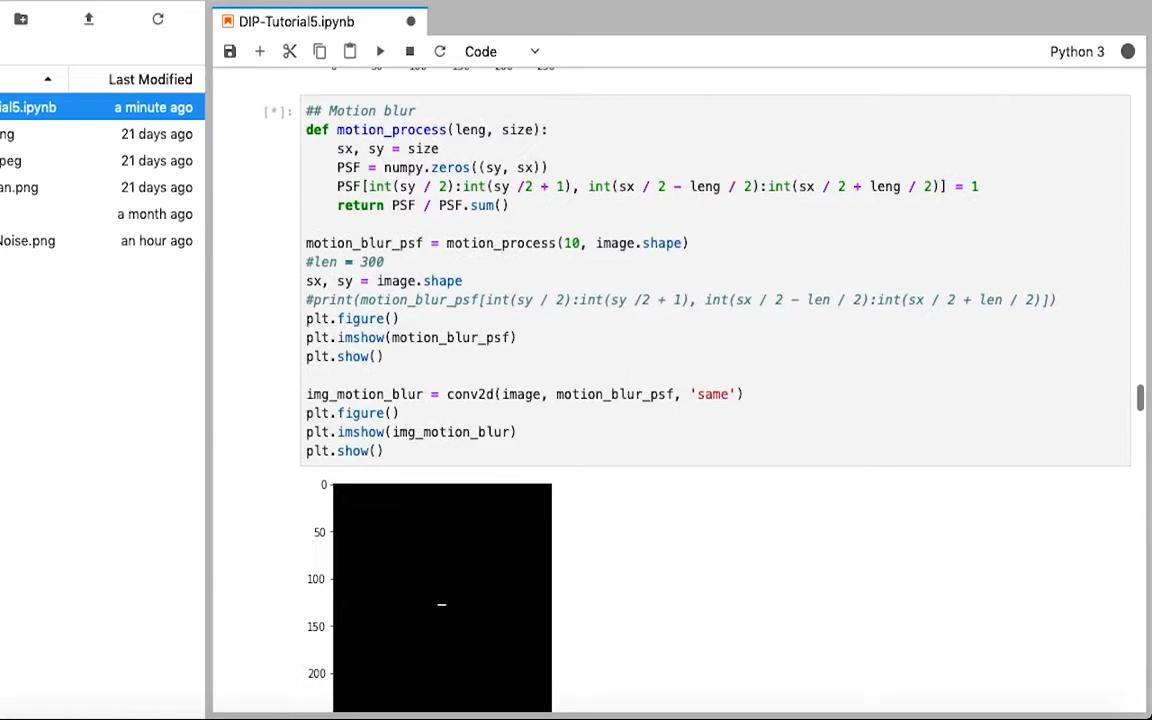 DIP-Tutorial5.ipynb
Code
Python 3
Last Modified
ial5.ipynb a minute ago
ng 21 days ago
peg 21 days ago
an.png 21 days ago
a month ago
Noise.png an hour ago
[*]:
## Motion blur
def motion_process(leng, size):
    sx, sy = size
    PSF = numpy.zeros((sy, sx))
    PSF[int(sy / 2):int(sy /2 + 1), int(sx / 2 - leng / 2):int(sx / 2 + leng / 2)] = 1
    return PSF / PSF.sum()
motion_blur_psf = motion_process(10, image.shape)
#len = 300
sx, sy = image.shape
#print(motion_blur_psf[int(sy / 2):int(sy /2 + 1), int(sx / 2 - len / 2):int(sx / 2 + len / 2)])
plt.figure()
plt.imshow(motion_blur_psf)
plt.show()
img_motion_blur = conv2d(image, motion_blur_psf, 'same')
plt.figure()
plt.imshow(img_motion_blur)
plt.show()
0
50
100
150
200